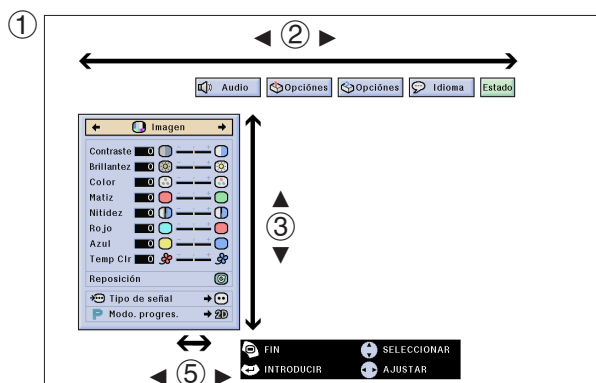 ①
◄ ② ►
Audio Opciónes Opciónes Idioma Estado
Imagen
Contraste 0
Brillantez 0
Color 0
Matiz 0
Nitidez 0
Rojo 0
Azul 0
Temp Clr 0
▲
③
▼
Reposición
Tipo de señal
P Modo. progres. 2D
◄ ⑤ ►
FIN SELECCIONAR
INTRODUCIR AJUSTAR